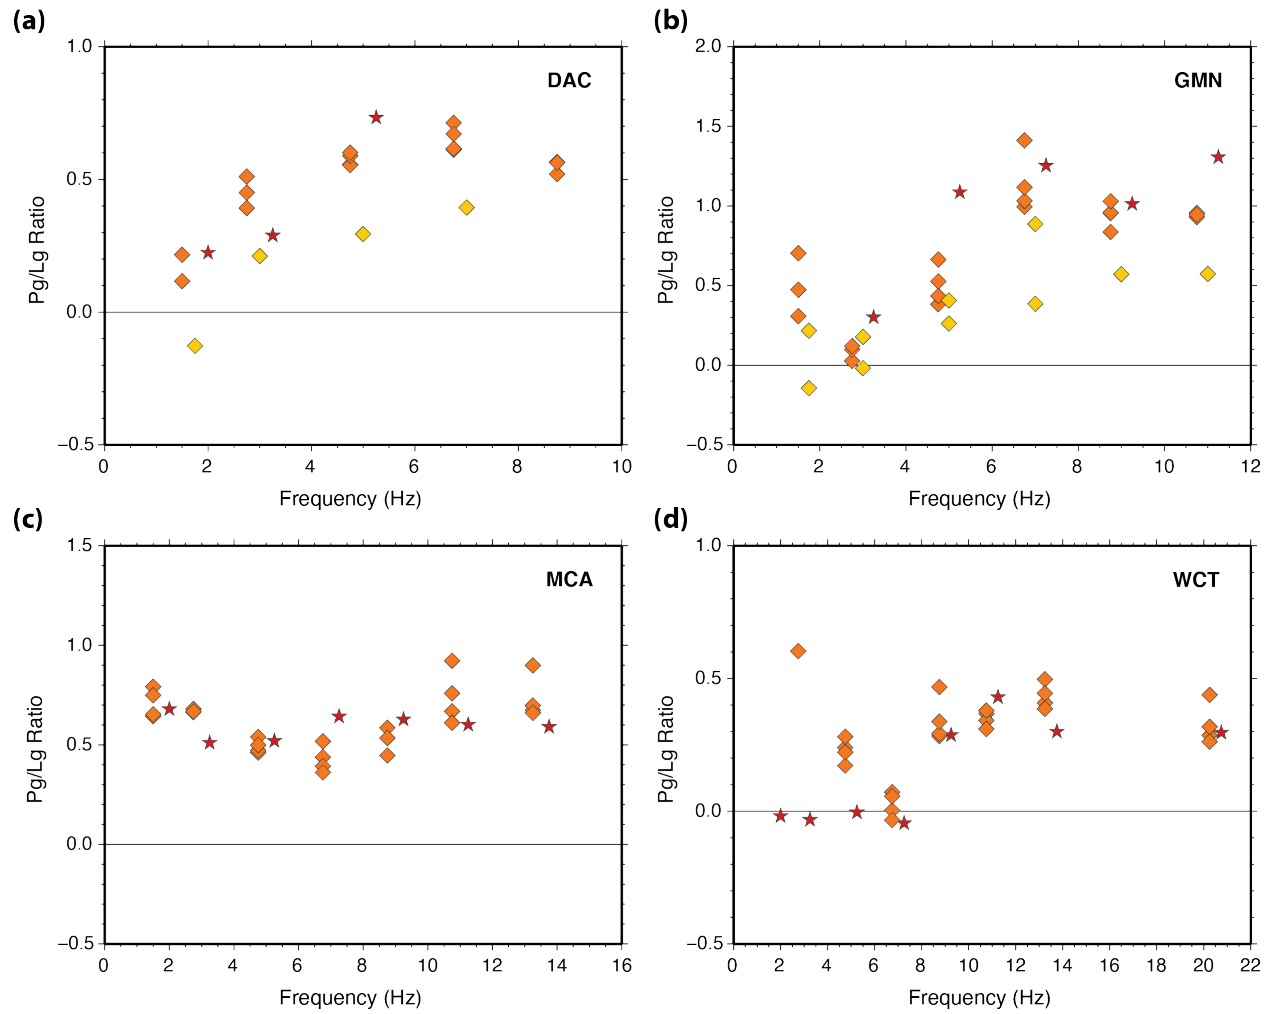 (a)
DAC
1.0
0.5
0.0
−0.5
Pg/Lg Ratio
0 2 4 6 8 10
Frequency (Hz)
(b)
GMN
2.0
1.5
1.0
0.5
0.0
−0.5
Pg/Lg Ratio
0 2 4 6 8 10 12
Frequency (Hz)
(c)
MCA
1.5
1.0
0.5
0.0
−0.5
Pg/Lg Ratio
0 2 4 6 8 10 12 14 16
Frequency (Hz)
(d)
WCT
1.0
0.5
0.0
−0.5
Pg/Lg Ratio
0 2 4 6 8 10 12 14 16 18 20 22
Frequency (Hz)